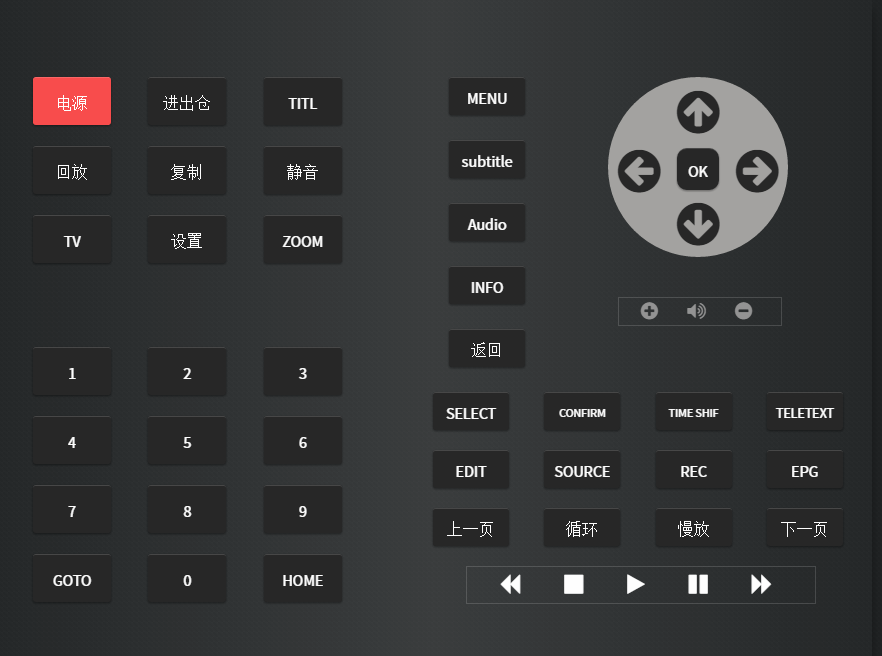 电源 进出仓 TITL
回放 复制 静音
TV 设置 ZOOM
1 2 3
4 5 6
7 8 9
GOTO 0 HOME
MENU
subtitle
Audio
INFO
返回
OK
SELECT CONFIRM TIME SHIF TELETEXT
EDIT SOURCE REC EPG
上一页 循环 慢放 下一页